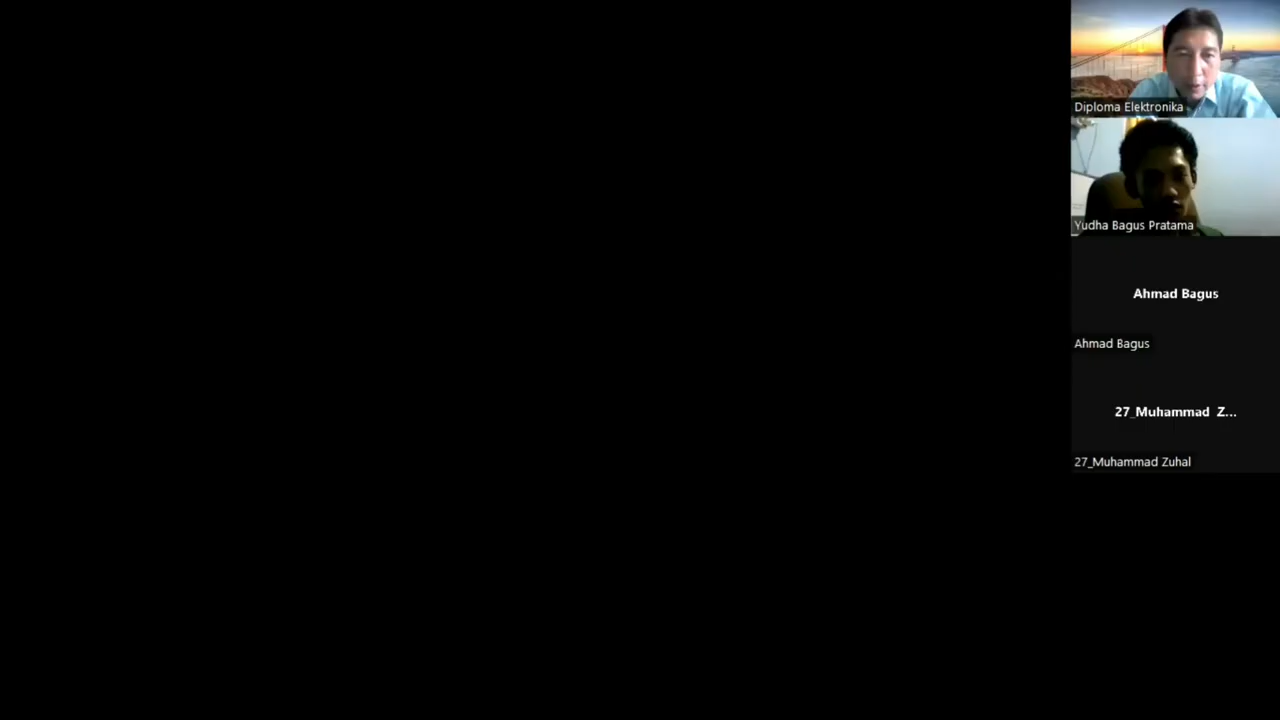 Diploma Elektronika
Yudha Bagus Pratama
Ahmad Bagus
Ahmad Bagus
27_Muhammad Z...
27_Muhammad Zuhal